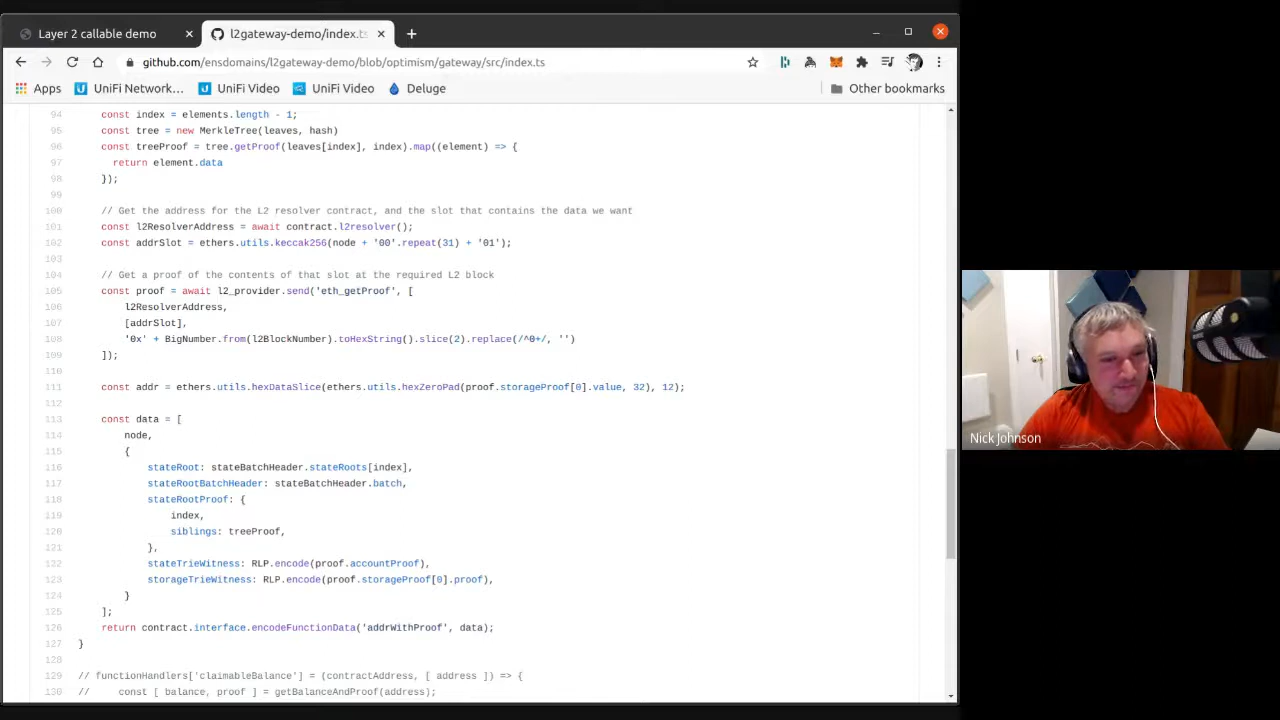 Layer 2 callable demo
l2gateway-demo/index.ts
github.com/ensdomains/l2gateway-demo/blob/optimism/gateway/src/index.ts
Apps
UniFi Network…
UniFi Video
UniFi Video
Deluge
Other bookmarks
94 const index = elements.length - 1;
95 const tree = new MerkleTree(leaves, hash)
96 const treeProof = tree.getProof(leaves[index], index).map((element) => {
97 return element.data
98 });
99
100 // Get the address for the L2 resolver contract, and the slot that contains the data we want
101 const l2ResolverAddress = await contract.l2resolver();
102 const addrSlot = ethers.utils.keccak256(node + '00'.repeat(31) + '01');
103
104 // Get a proof of the contents of that slot at the required L2 block
105 const proof = await l2_provider.send('eth_getProof', [
106 l2ResolverAddress,
107 [addrSlot],
108 '0x' + BigNumber.from(l2BlockNumber).toHexString().slice(2).replace(/^0+/, '')
109 ]);
110
111 const addr = ethers.utils.hexDataSlice(ethers.utils.hexZeroPad(proof.storageProof[0].value, 32), 12);
112
113 const data = [
114 node,
115 {
116 stateRoot: stateBatchHeader.stateRoots[index],
117 stateRootBatchHeader: stateBatchHeader.batch,
118 stateRootProof: {
119 index,
120 siblings: treeProof,
121 },
122 stateTrieWitness: RLP.encode(proof.accountProof),
123 storageTrieWitness: RLP.encode(proof.storageProof[0].proof),
124 }
125 ];
126 return contract.interface.encodeFunctionData('addrWithProof', data);
127 }
128
129 // functionHandlers['claimableBalance'] = (contractAddress, [ address ]) => {
130 // const [ balance, proof ] = getBalanceAndProof(address);
Nick Johnson